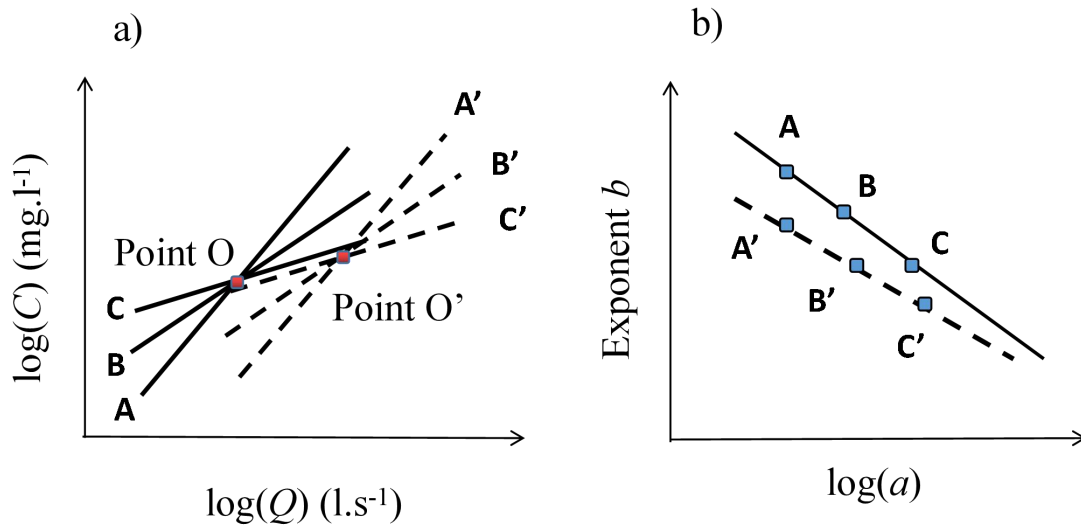 a)
log(C) (mg.l-1)
log(Q) (l.s-1)
Point O
Point O’
A
B
C
A’
B’
C’
b)
Exponent b
log(a)
A
B
C
A’
B’
C’